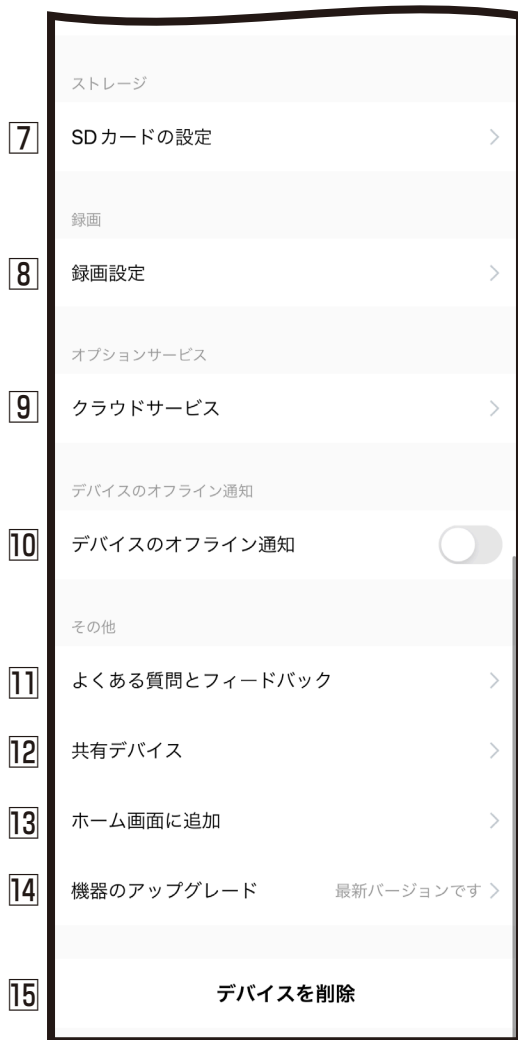 ストレージ
7 SDカードの設定
録画
8 録画設定
オプションサービス
9 クラウドサービス
デバイスのオフライン通知
10 デバイスのオフライン通知
その他
11 よくある質問とフィードバック
12 共有デバイス
13 ホーム画面に追加
14 機器のアップグレード 最新バージョンです
15 デバイスを削除